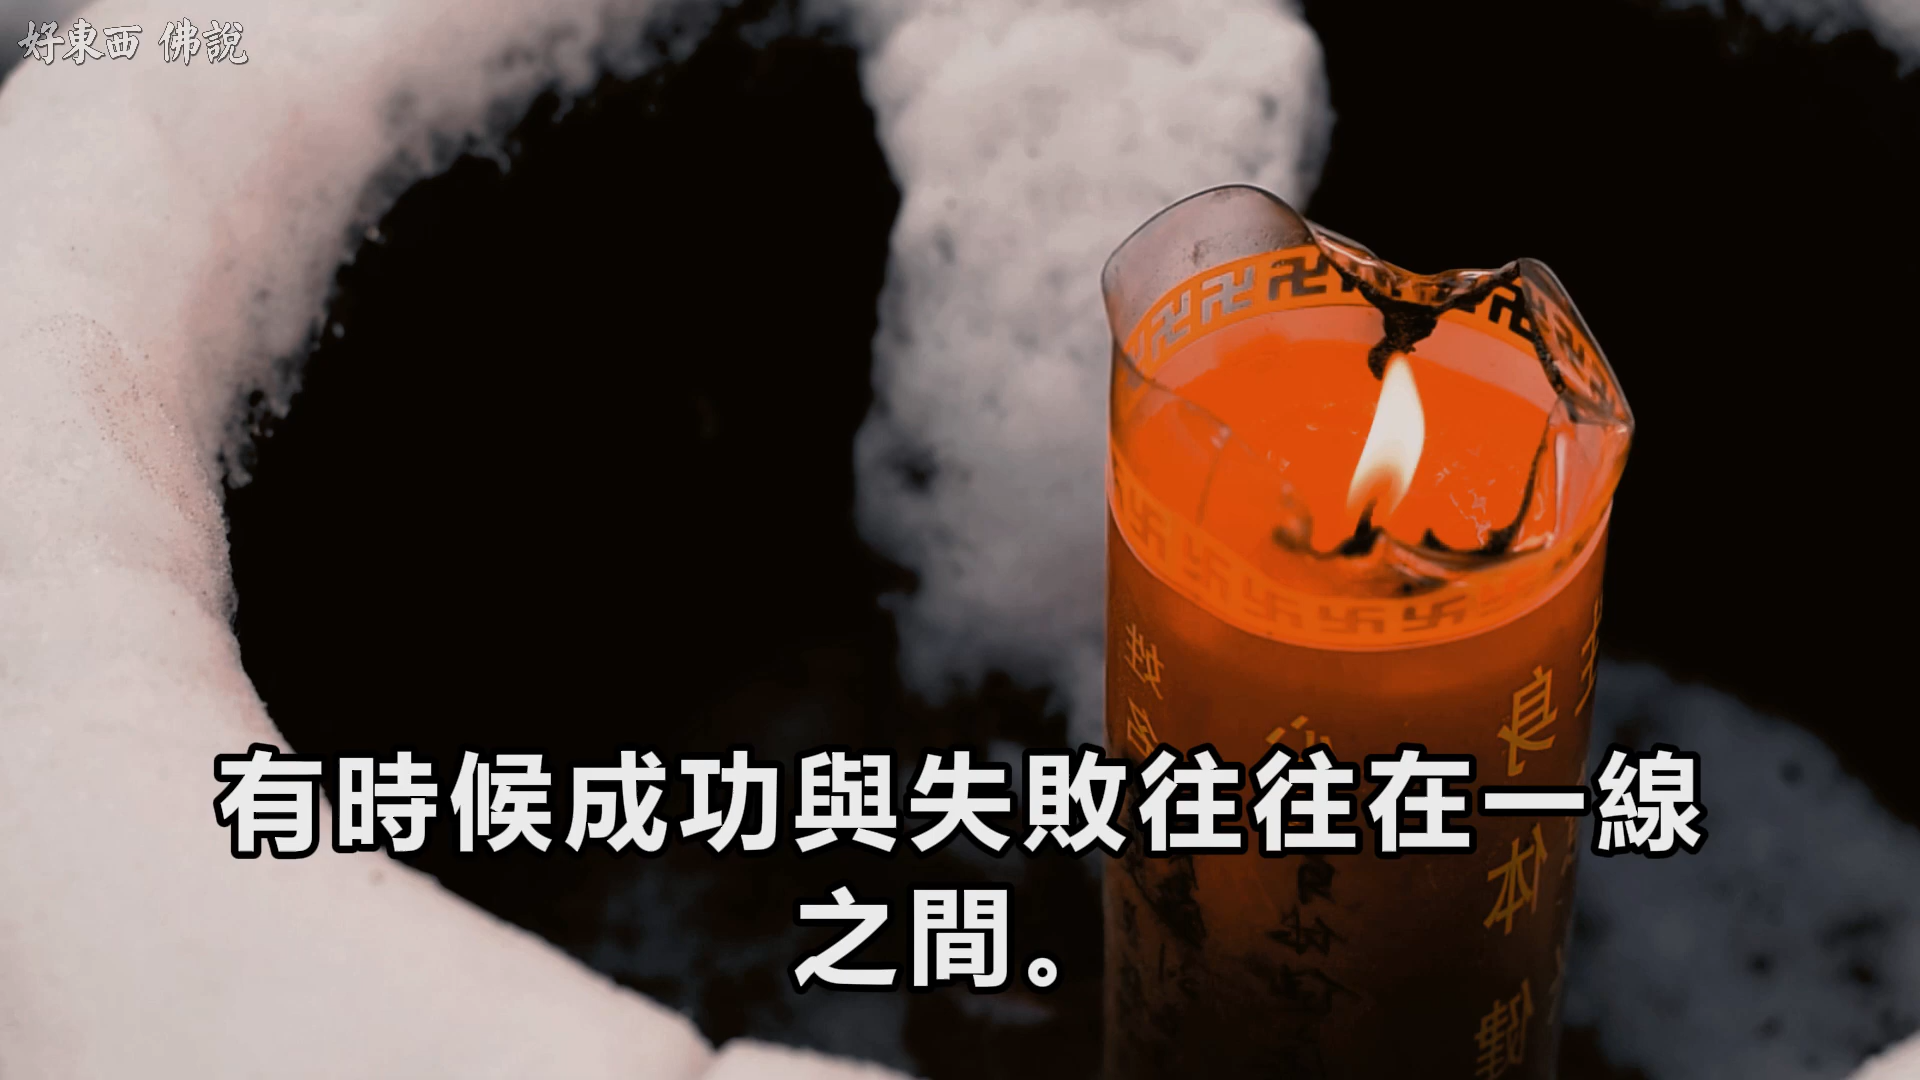 好東西 佛說
有時候成功與失敗往往在一線
之間。